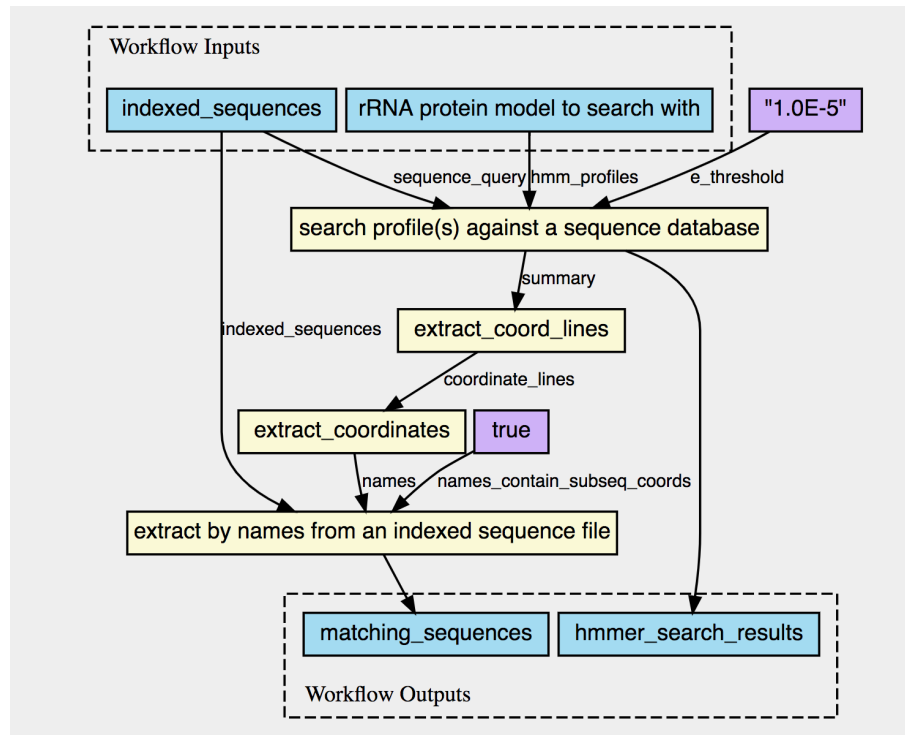 Workflow Inputs
indexed_sequences
rRNA protein model to search with
"1.0E-5"
sequence_query
hmm_profiles
e_threshold
search profile(s) against a sequence database
summary
indexed_sequences
extract_coord_lines
coordinate_lines
extract_coordinates
true
names
names_contain_subseq_coords
extract by names from an indexed sequence file
matching_sequences
hmmer_search_results
Workflow Outputs